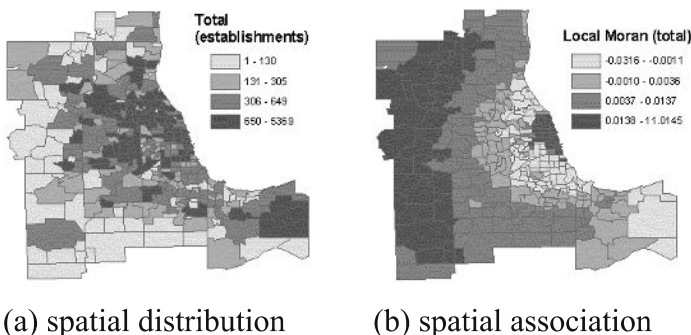 Total
(establishments)
1 - 130
131 - 305
306 - 649
650 - 5359
Local Moran (total)
-0.0316 - -0.0011
-0.0010 - 0.0036
0.0037 - 0.0137
0.0138 - 11.0145
(a) spatial distribution
(b) spatial association